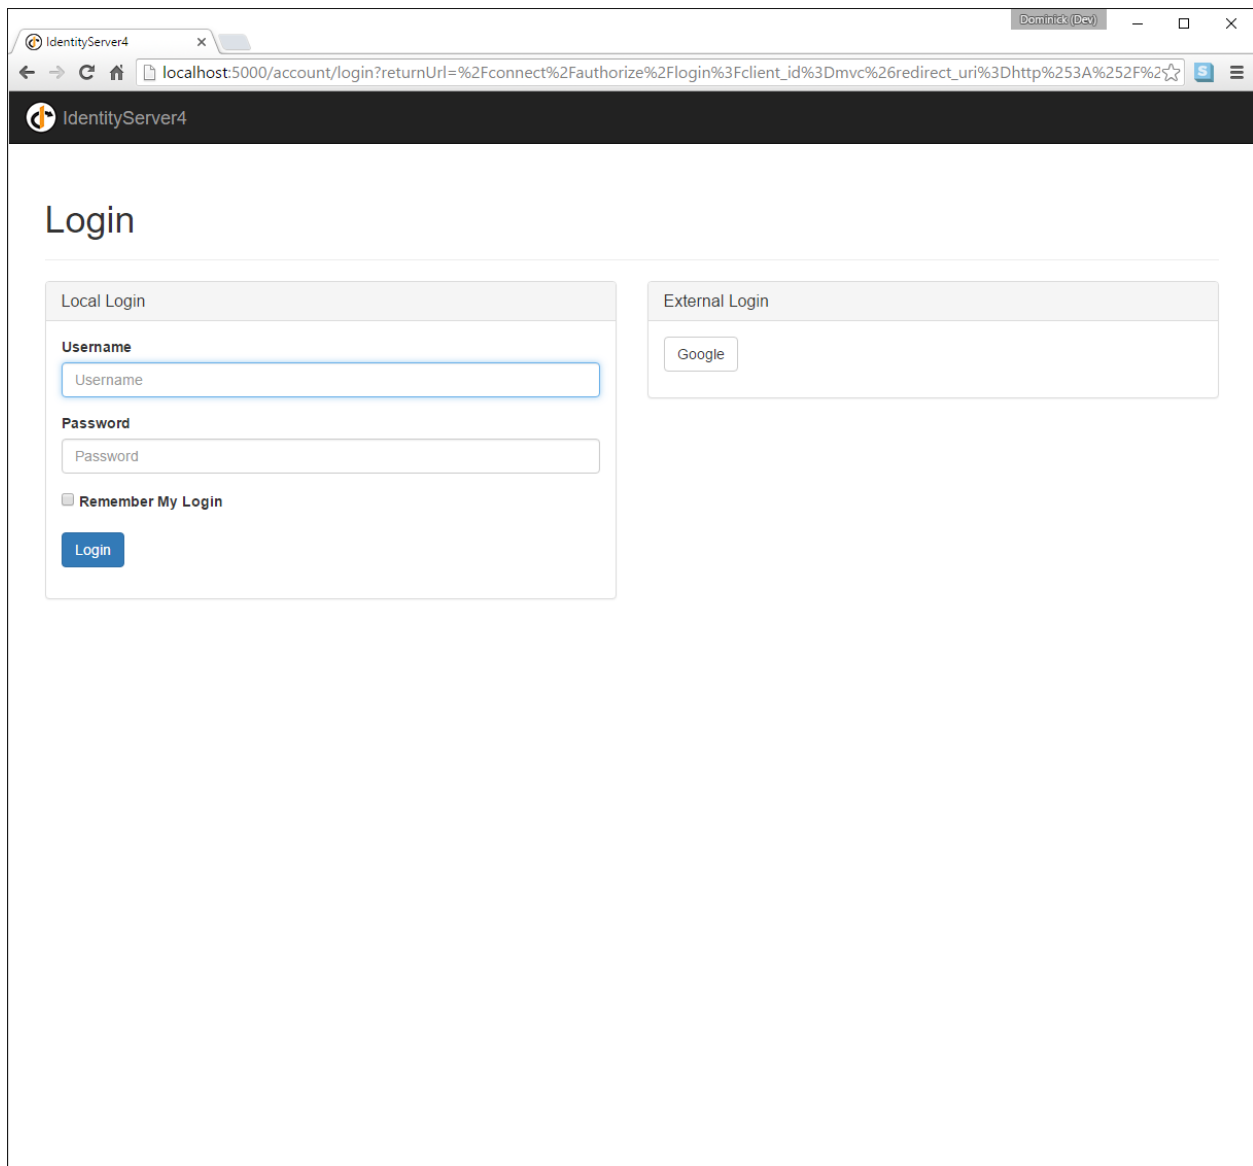 Dominick (Dev)
IdentityServer4
localhost:5000/account/login?returnUrl=%2Fconnect%2Fauthorize%2Flogin%3Fclient_id%3Dmvc%26redirect_uri%3Dhttp%253A%252F%2
S
IdentityServer4
Login
Local Login
Username
Username
Password
Password
Remember My Login
Login
External Login
Google